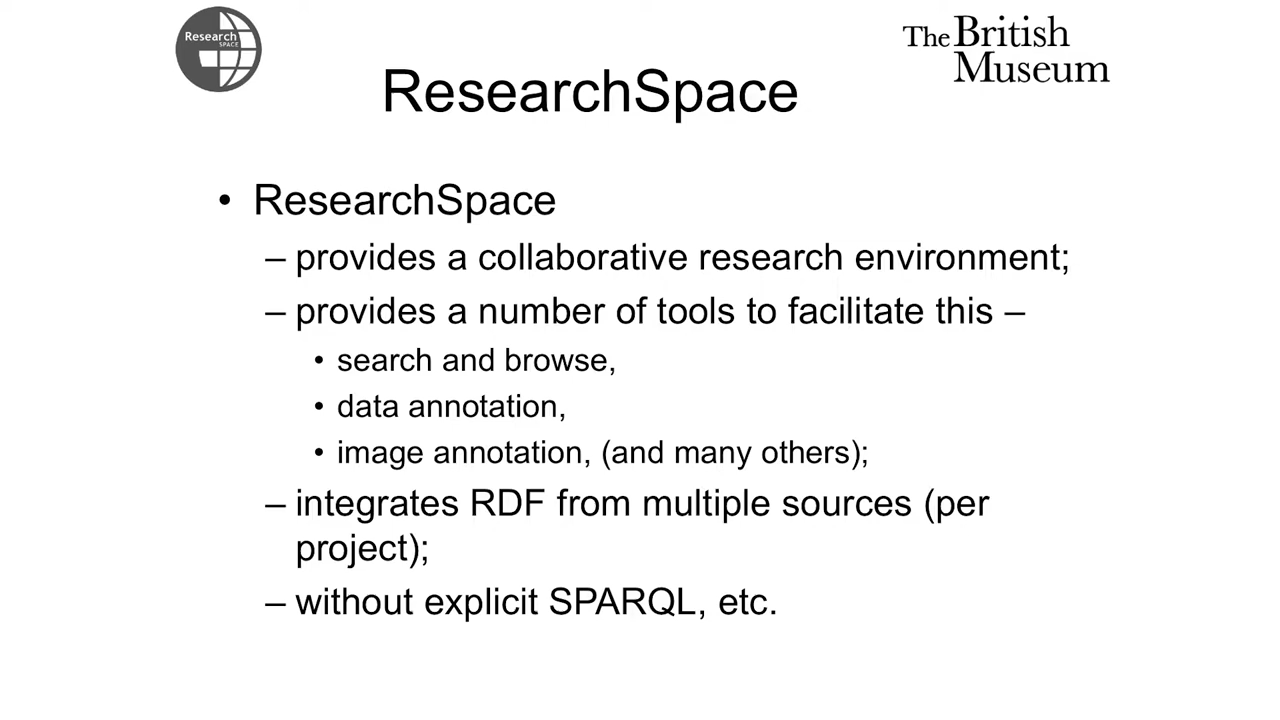 Research
SPACE
The British
Museum
ResearchSpace
• ResearchSpace
– provides a collaborative research environment;
– provides a number of tools to facilitate this –
• search and browse,
• data annotation,
• image annotation, (and many others);
– integrates RDF from multiple sources (per
project);
– without explicit SPARQL, etc.